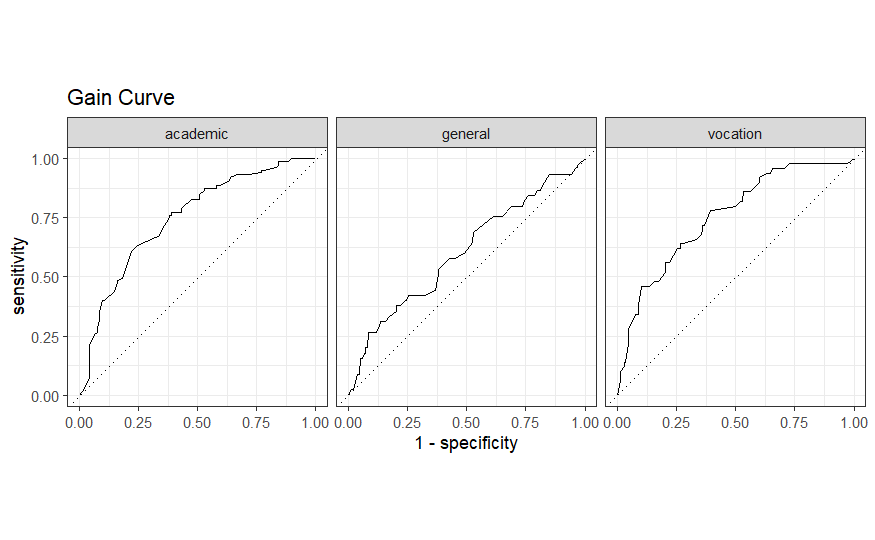 Gain Curve
academic general vocation
1.00
0.75
0.50
0.25
0.00
sensitivity
0.00 0.25 0.50 0.75 1.00 0.00 0.25 0.50 0.75 1.00 0.00 0.25 0.50 0.75 1.00
1 - specificity